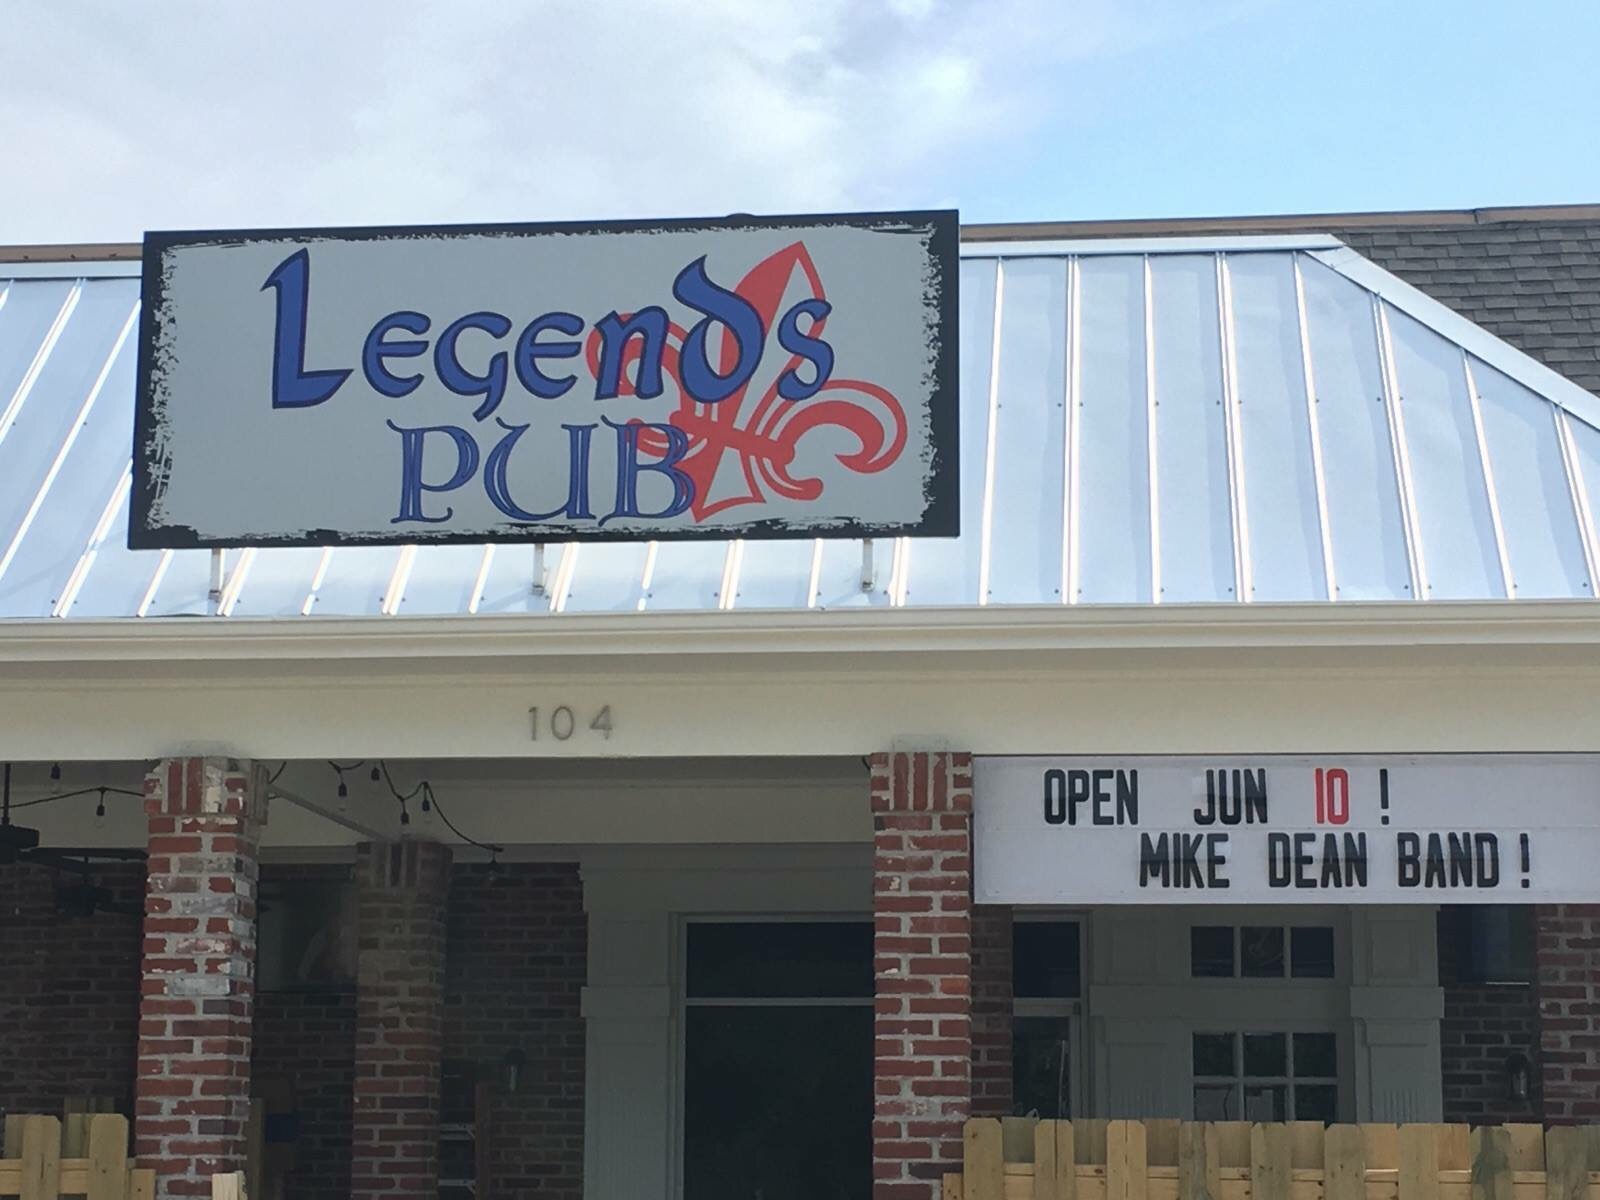 Legends
PUB
104
OPEN JUN 10 !
MIKE DEAN BAND !